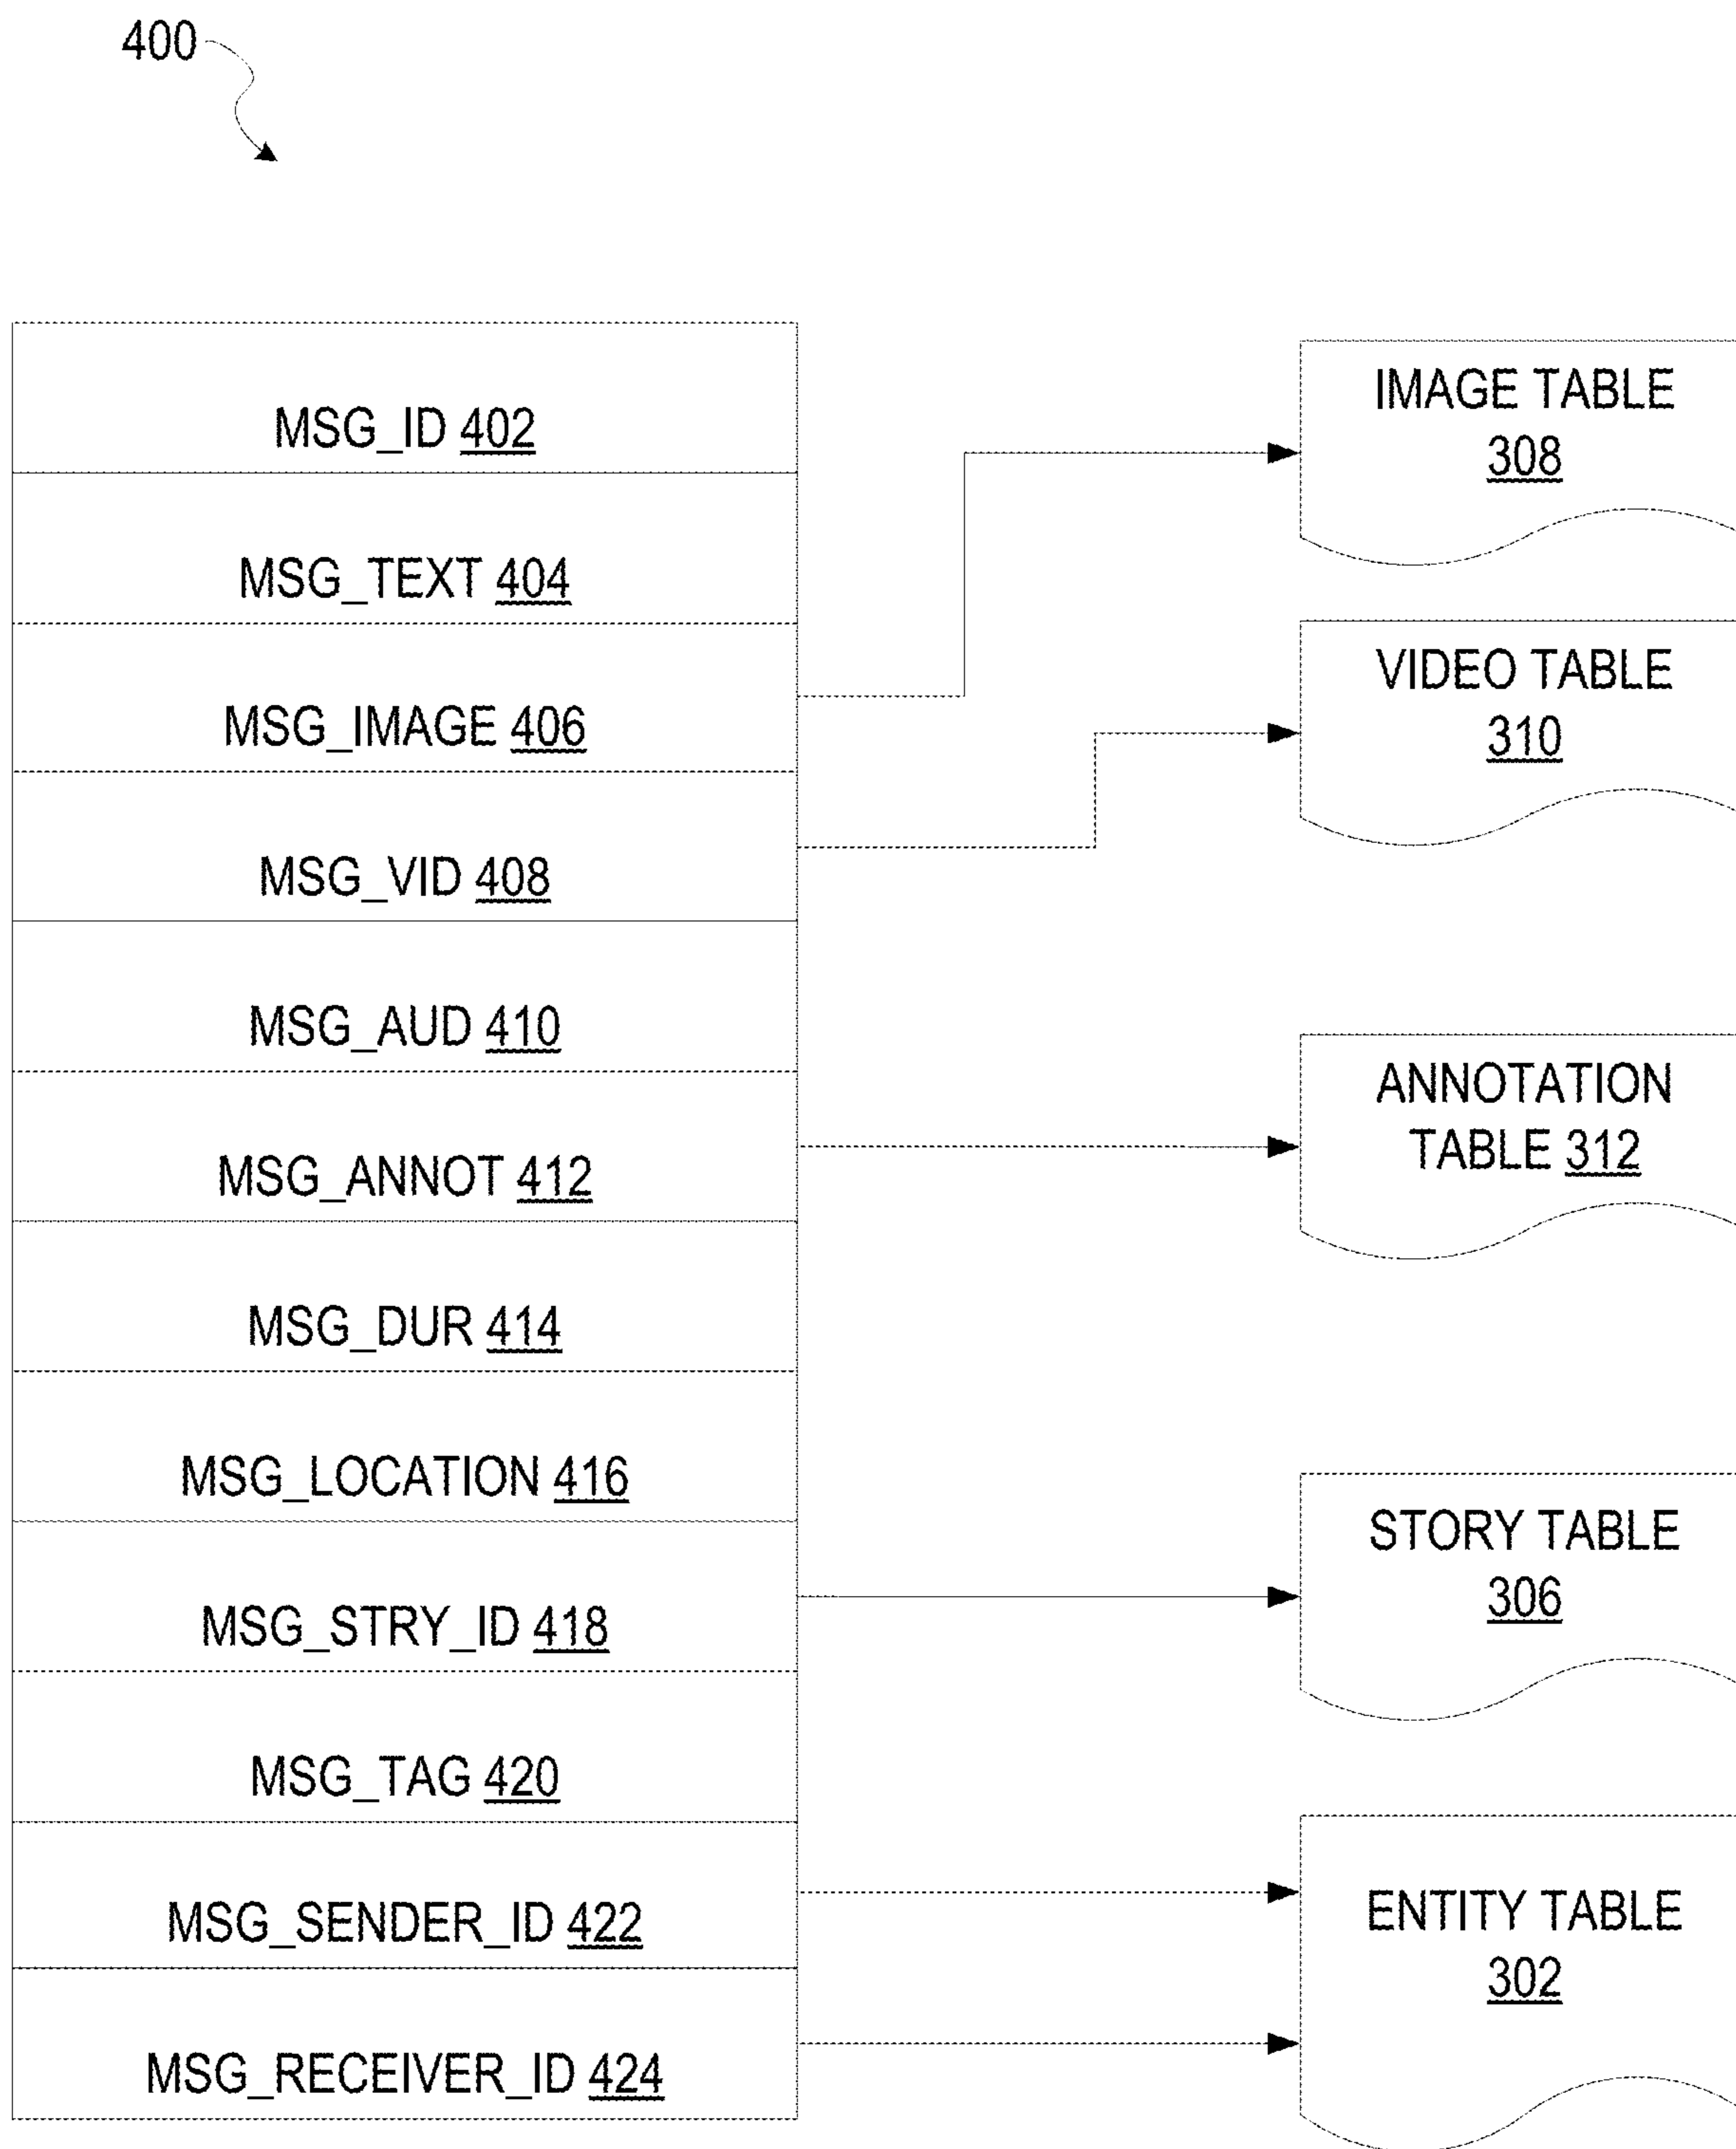 400
MSG_ID 402
MSG_TEXT 404
MSG_IMAGE 406
MSG_VID 408
MSG_AUD 410
MSG_ANNOT 412
MSG_DUR 414
MSG_LOCATION 416
MSG_STRY_ID 418
MSG_TAG 420
MSG_SENDER_ID 422
MSG_RECEIVER_ID 424
IMAGE TABLE
308
VIDEO TABLE
310
ANNOTATION
TABLE 312
STORY TABLE
306
ENTITY TABLE
302